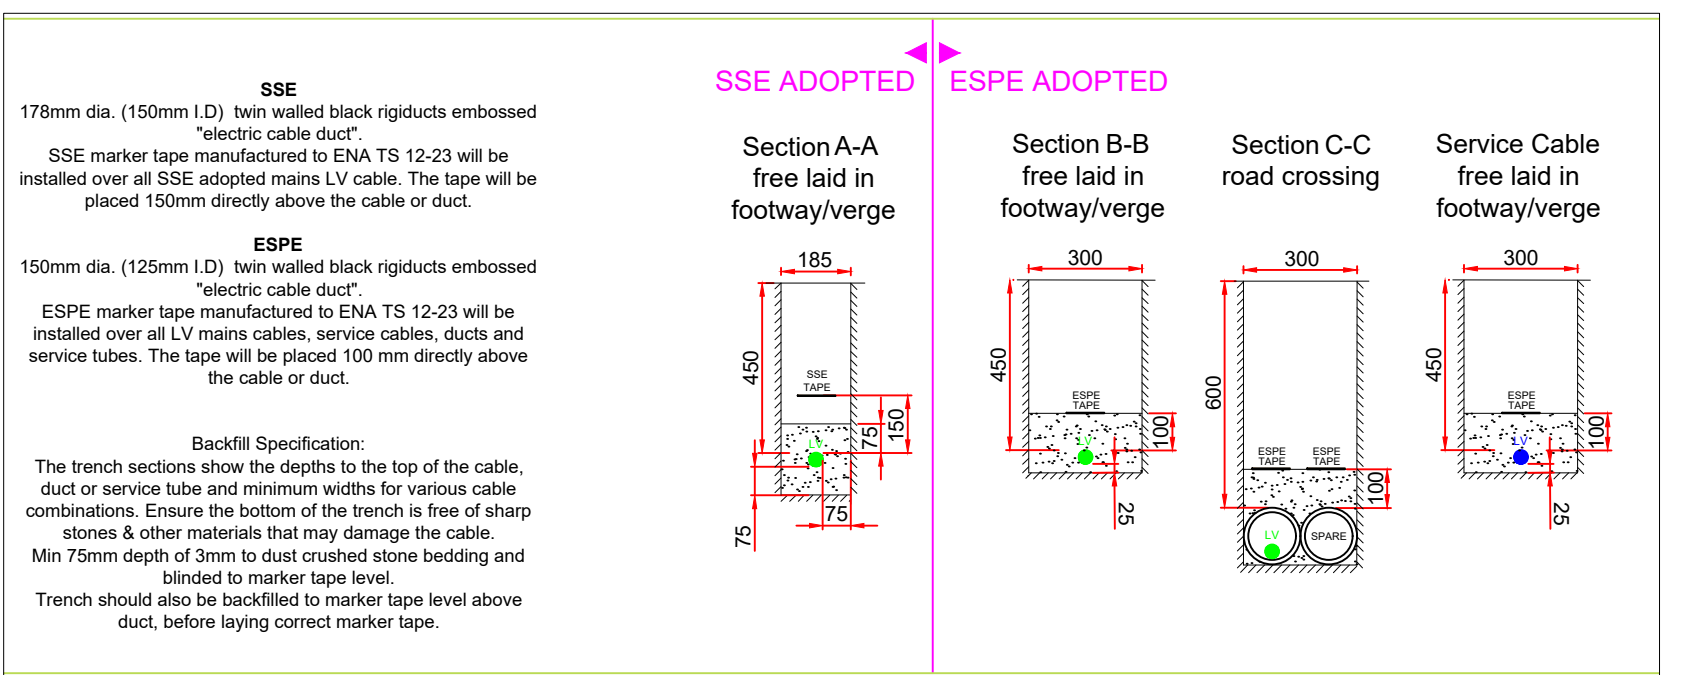 SSE
178mm dia. (150mm I.D) twin walled black rigiducts embossed
"electric cable duct".
SSE marker tape manufactured to ENA TS 12-23 will be
installed over all SSE adopted mains LV cable. The tape will be
placed 150mm directly above the cable or duct.
ESPE
150mm dia. (125mm I.D) twin walled black rigiducts embossed
"electric cable duct".
ESPE marker tape manufactured to ENA TS 12-23 will be
installed over all LV mains cables, service cables, ducts and
service tubes. The tape will be placed 100 mm directly above
the cable or duct.
Backfill Specification:
The trench sections show the depths to the top of the cable,
duct or service tube and minimum widths for various cable
combinations. Ensure the bottom of the trench is free of sharp
stones & other materials that may damage the cable.
Min 75mm depth of 3mm to dust crushed stone bedding and
blinded to marker tape level.
Trench should also be backfilled to marker tape level above
duct, before laying correct marker tape.
SSE ADOPTED
ESPE ADOPTED
Section A-A
free laid in
footway/verge
185
450
SSE
TAPE
150
75
LV
75
75
Section B-B
free laid in
footway/verge
300
450
ESPE
TAPE
100
LV
25
Section C-C
road crossing
300
600
ESPE
TAPE
ESPE
TAPE
100
LV
SPARE
Service Cable
free laid in
footway/verge
300
450
ESPE
TAPE
100
LV
25